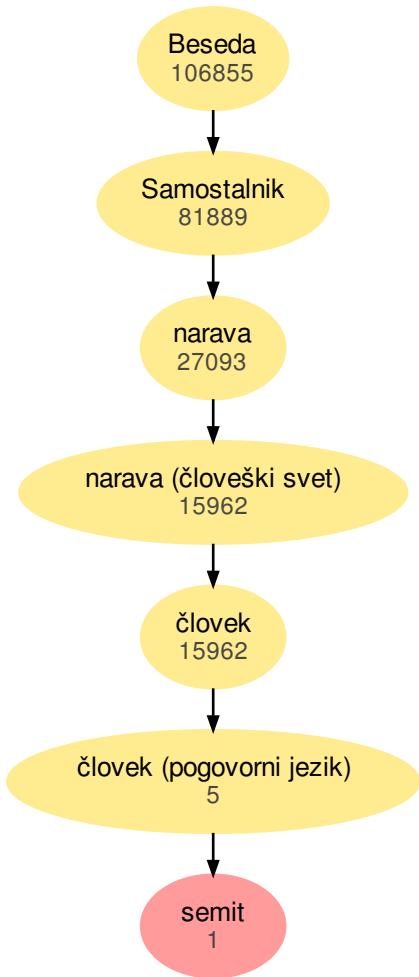 Beseda
106855
Samostalnik
81889
narava
27093
narava (človeški svet)
15962
človek
15962
človek (pogovorni jezik)
5
semit
1